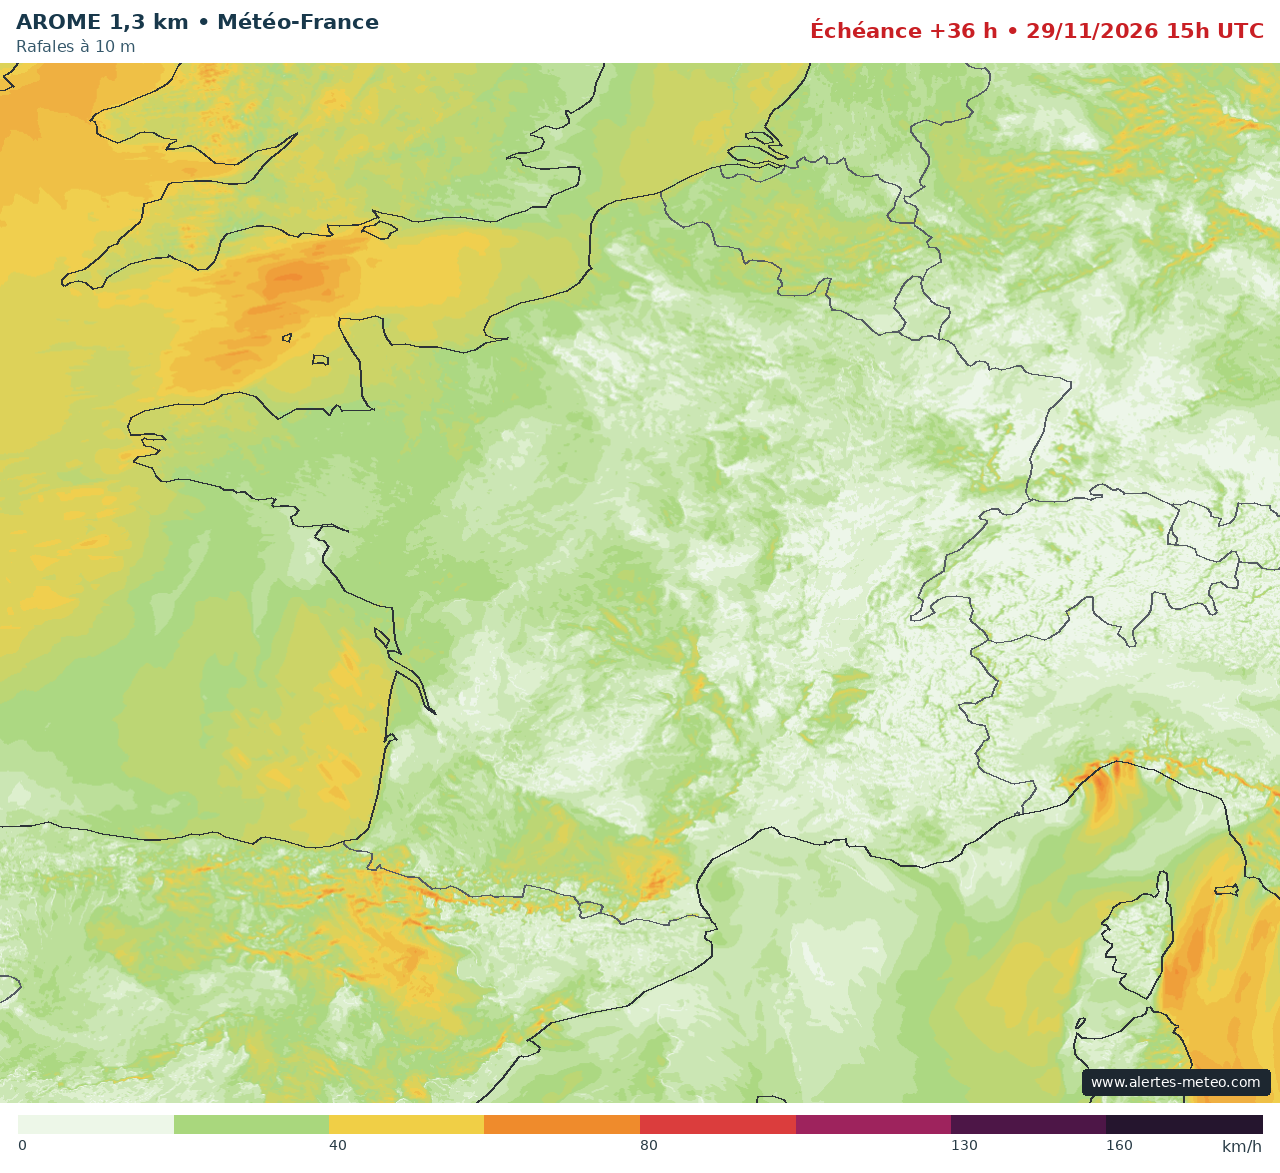 AROME 1,3 km • Météo-France
Rafales à 10 m
Échéance +36 h • 29/11/2026 15h UTC
www.alertes-meteo.com
0 40 80 130 160 km/h